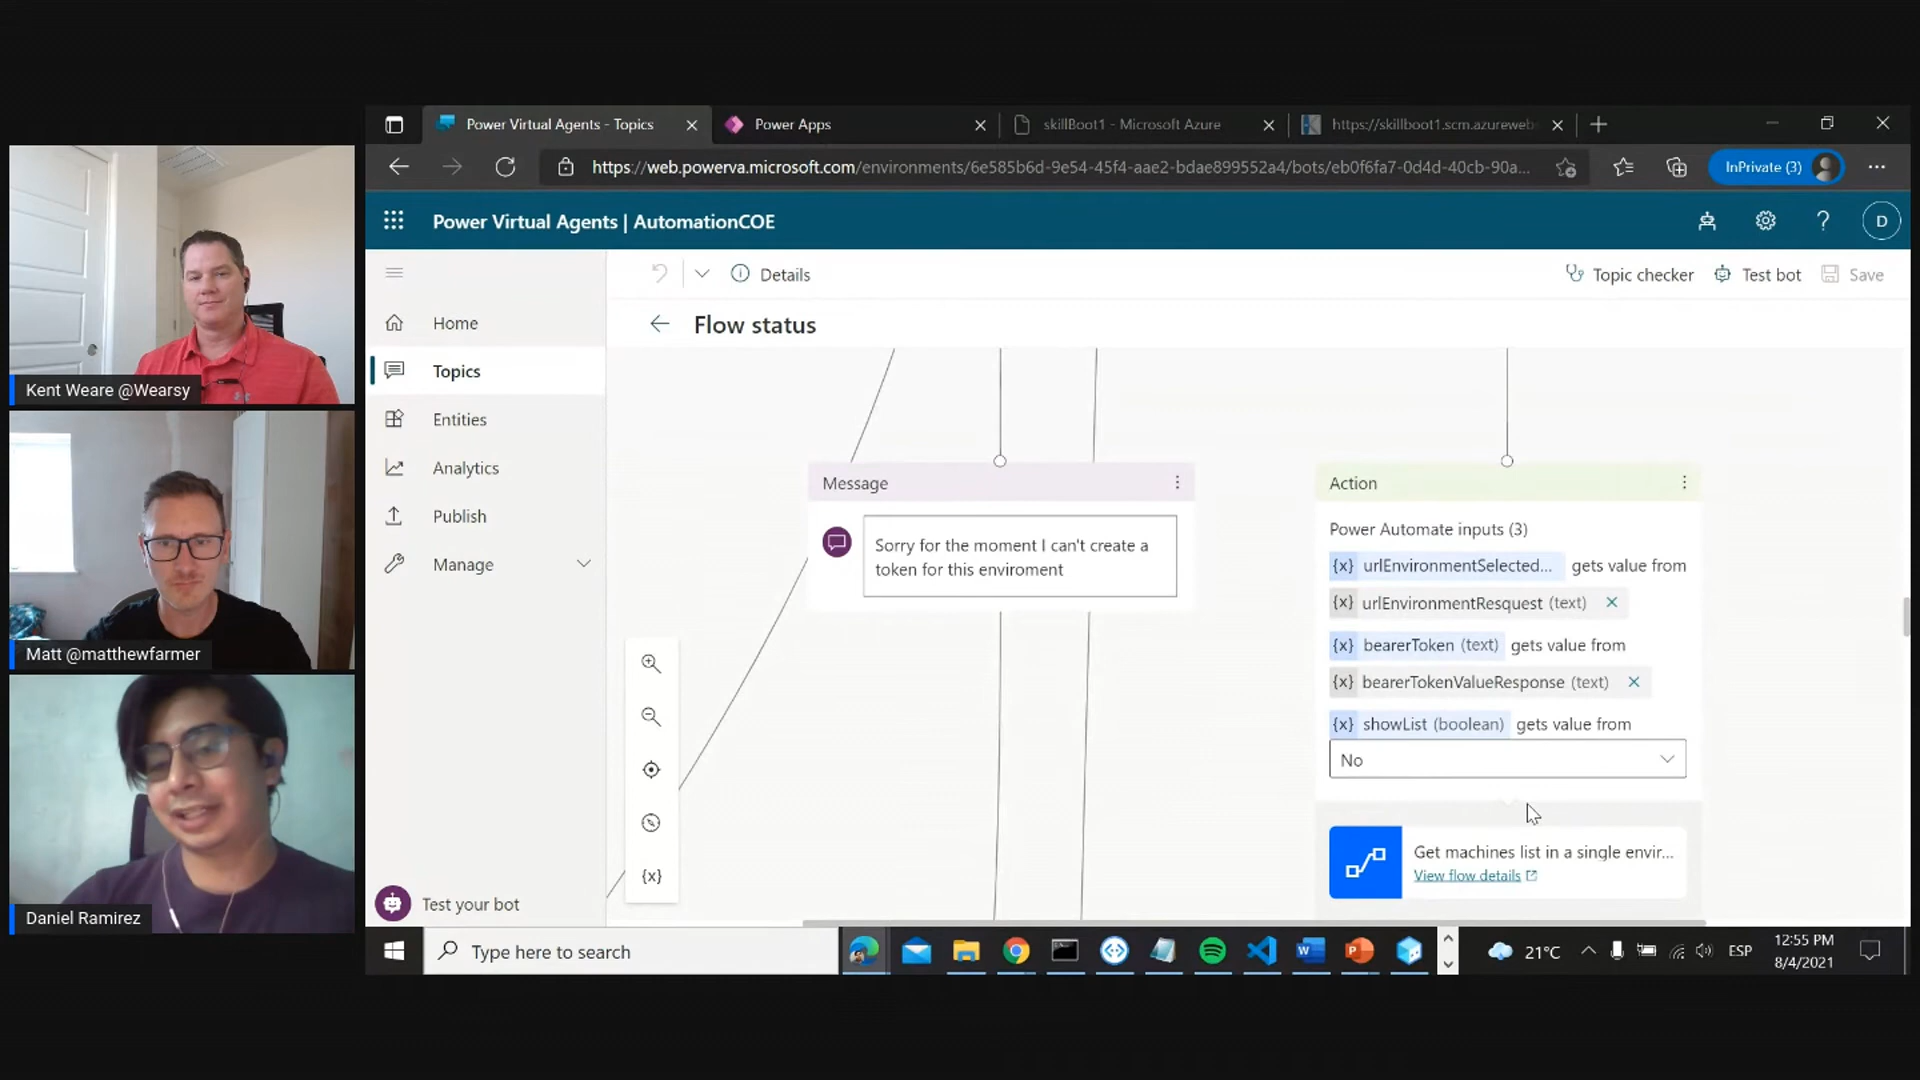 Power Virtual Agents - Topics
Power Apps
skillBoot1 - Microsoft Azure
https://skillboot1.scm.azureweb
https://web.powerva.microsoft.com/environments/6e585b6d-9e54-45f4-aae2-bdae899552a4/bots/eb0f6fa7-0d4d-40cb-90a...
InPrivate (3)
Power Virtual Agents | AutomationCOE
D
Details
Topic checker
Test bot
Save
Flow status
Home
Topics
Entities
Analytics
Publish
Manage
Test your bot
Message
Sorry for the moment I can't create a
token for this enviroment
{x}
Action
Power Automate inputs (3)
{x} urlEnvironmentSelected... gets value from
{x} urlEnvironmentResquest (text)
{x} bearerToken (text) gets value from
{x} bearerTokenValueResponse (text)
{x} showList (boolean) gets value from
No
Get machines list in a single envir...
View flow details
Kent Weare @Wearsy
Matt @matthewfarmer
Daniel Ramirez
Type here to search
21°C
ESP
12:55 PM
8/4/2021